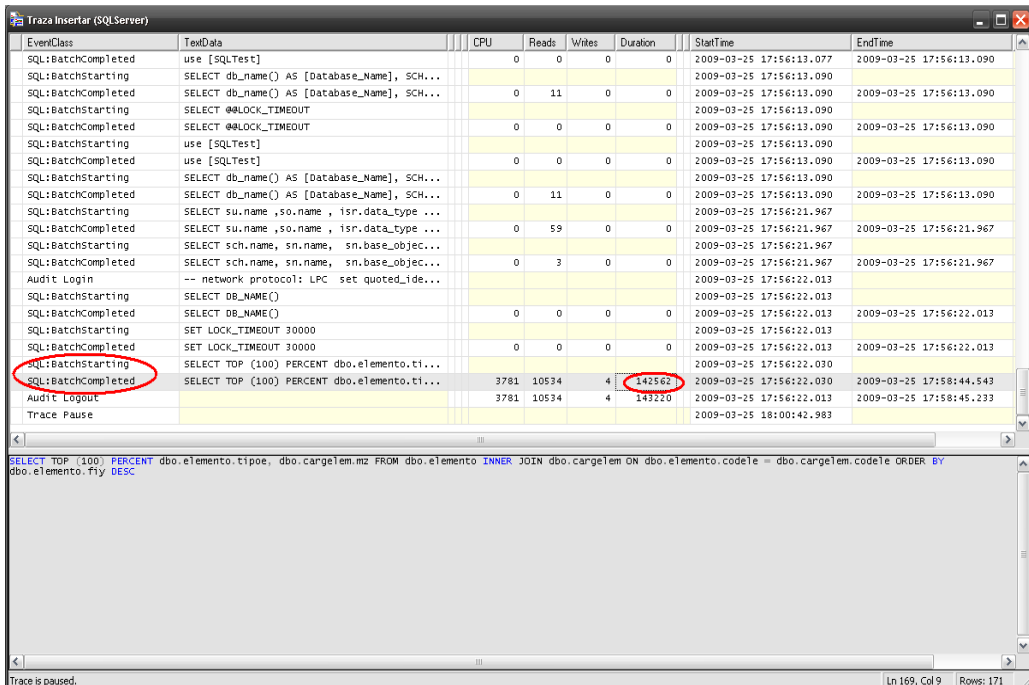 Traza Insertar (SQLServer)
EventClass TextData CPU Reads Writes Duration StartTime EndTime
SQL:BatchCompleted use [SQLTest] 0 0 0 0 2009-03-25 17:56:13.077 2009-03-25 17:56:13.090
SQL:BatchStarting SELECT db_name() AS [Database_Name], SCH... 2009-03-25 17:56:13.090
SQL:BatchCompleted SELECT db_name() AS [Database_Name], SCH... 0 11 0 0 2009-03-25 17:56:13.090 2009-03-25 17:56:13.090
SQL:BatchStarting SELECT @@LOCK_TIMEOUT 2009-03-25 17:56:13.090
SQL:BatchCompleted SELECT @@LOCK_TIMEOUT 0 0 0 0 2009-03-25 17:56:13.090 2009-03-25 17:56:13.090
SQL:BatchStarting use [SQLTest] 2009-03-25 17:56:13.090
SQL:BatchCompleted use [SQLTest] 0 0 0 0 2009-03-25 17:56:13.090 2009-03-25 17:56:13.090
SQL:BatchStarting SELECT db_name() AS [Database_Name], SCH... 2009-03-25 17:56:13.090
SQL:BatchCompleted SELECT db_name() AS [Database_Name], SCH... 0 11 0 0 2009-03-25 17:56:13.090 2009-03-25 17:56:13.090
SQL:BatchStarting SELECT su.name ,so.name , isr.data_type ... 2009-03-25 17:56:21.967
SQL:BatchCompleted SELECT su.name ,so.name , isr.data_type ... 0 59 0 0 2009-03-25 17:56:21.967 2009-03-25 17:56:21.967
SQL:BatchStarting SELECT sch.name, sn.name, sn.base_objec... 2009-03-25 17:56:21.967
SQL:BatchCompleted SELECT sch.name, sn.name, sn.base_objec... 0 3 0 0 2009-03-25 17:56:21.967 2009-03-25 17:56:21.967
Audit Login -- network protocol: LPC set quoted_ide... 2009-03-25 17:56:22.013
SQL:BatchStarting SELECT DB_NAME() 2009-03-25 17:56:22.013
SQL:BatchCompleted SELECT DB_NAME() 0 0 0 0 2009-03-25 17:56:22.013 2009-03-25 17:56:22.013
SQL:BatchStarting SET LOCK_TIMEOUT 30000 2009-03-25 17:56:22.013
SQL:BatchCompleted SET LOCK_TIMEOUT 30000 0 0 0 0 2009-03-25 17:56:22.013 2009-03-25 17:56:22.013
SQL:BatchStarting SELECT TOP (100) PERCENT dbo.elemento.ti... 2009-03-25 17:56:22.030
SQL:BatchCompleted SELECT TOP (100) PERCENT dbo.elemento.ti... 3781 10534 4 142562 2009-03-25 17:56:22.030 2009-03-25 17:58:44.543
Audit Logout 3781 10534 4 143220 2009-03-25 17:56:22.013 2009-03-25 17:58:45.233
Trace Pause 2009-03-25 18:00:42.983
SELECT TOP (100) PERCENT dbo.elemento.tipoe, dbo.cargelem.mz FROM dbo.elemento INNER JOIN dbo.cargelem ON dbo.elemento.codele = dbo.cargelem.codele ORDER BY
dbo.elemento.fiy DESC
Trace is paused. Ln 169, Col 9 Rows: 171